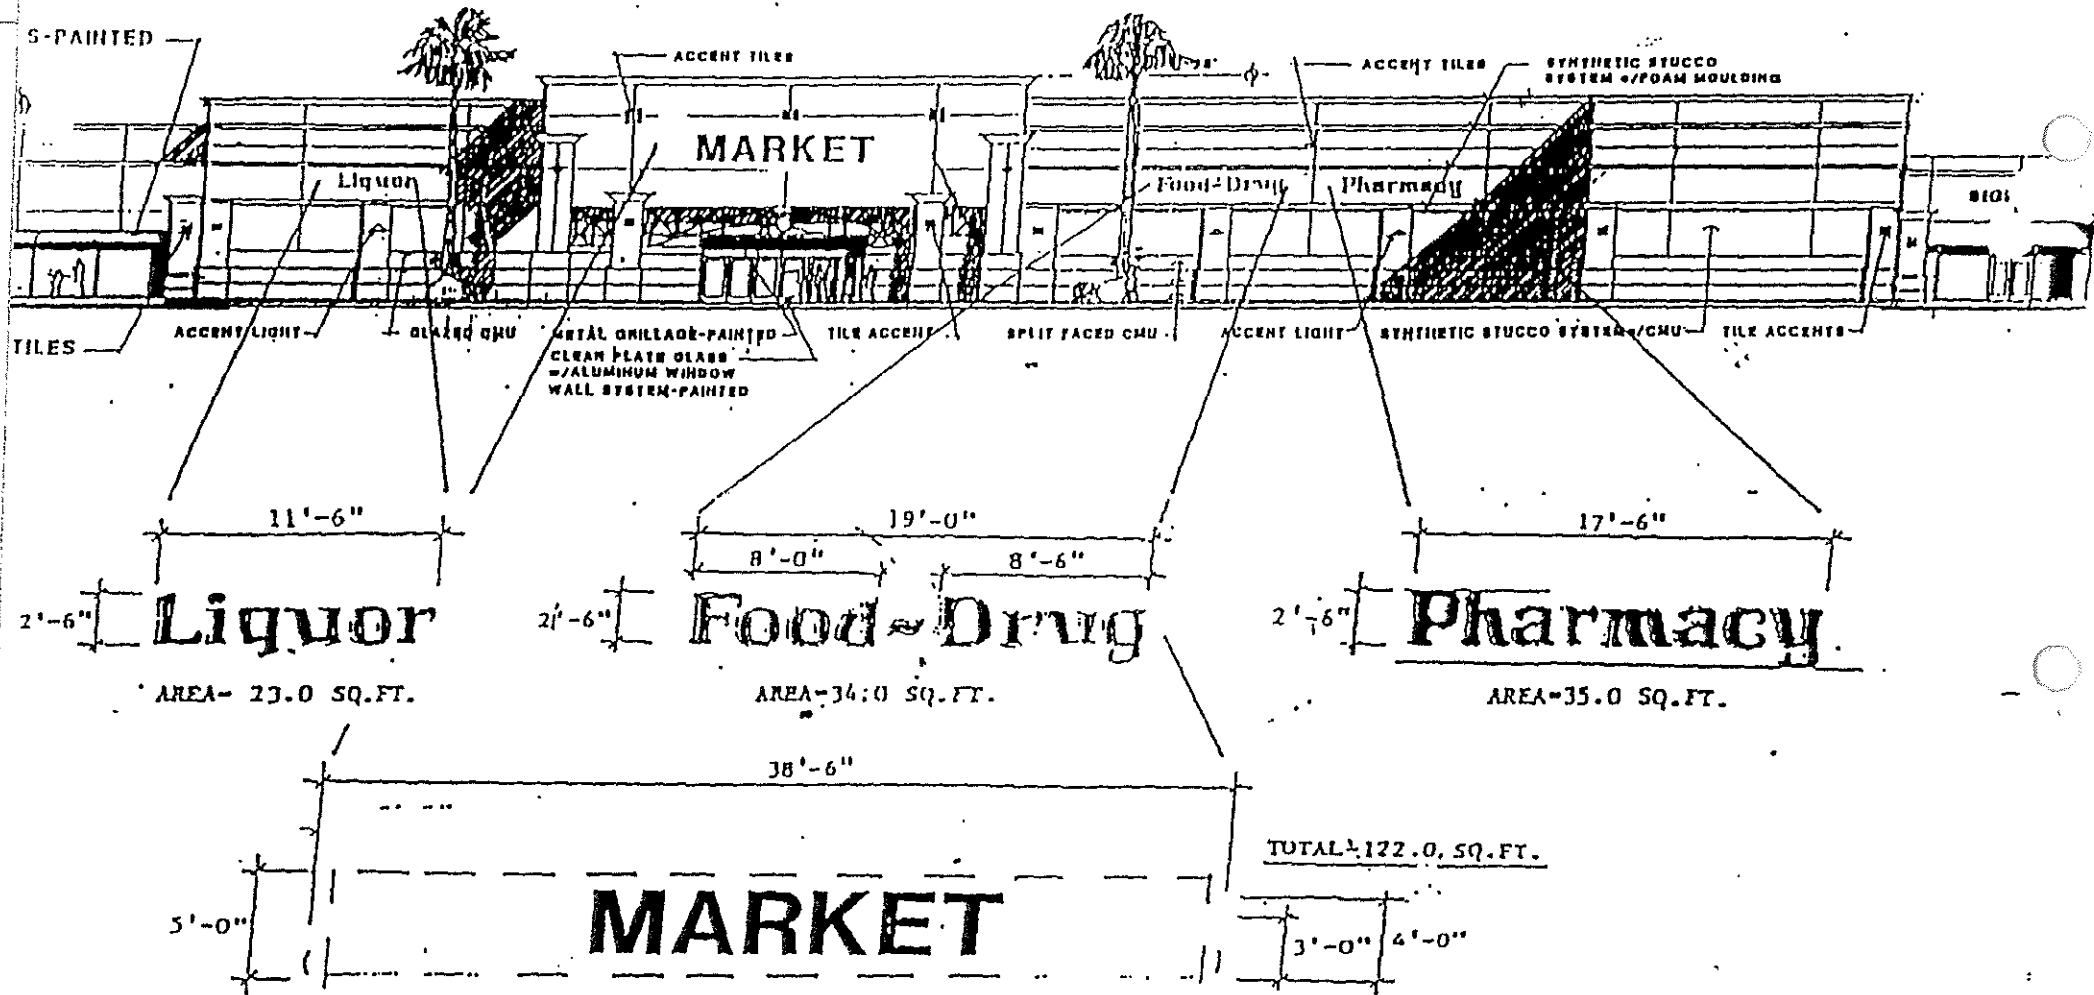 S-PAINTED
ACCENT TILES
ACCENT TILES
SYNTHETIC STUCCO
SYSTEM w/FOAM MOULDING
MARKET
Liquor
Food-Drug
Pharmacy
TILES
ACCENT LIGHT
GLAZED CMU
METAL GRILLAGE-PAINTED
CLEAR PLATE GLASS
w/ALUMINUM WINDOW
WALL SYSTEM-PAINTED
TILE ACCENT
SPLIT FACED CMU
ACCENT LIGHT
SYNTHETIC STUCCO SYSTEM w/CMU
TILE ACCENTS
11'-6"
19'-0"
8'-0"
8'-6"
17'-6"
2'-6"
Liquor
2'-6"
Food~Drug
2'-6"
Pharmacy
AREA= 23.0 SQ.FT.
AREA=34.0 SQ.FT.
AREA=35.0 SQ.FT.
38'-6"
TOTAL=122.0 SQ.FT.
5'-0"
MARKET
3'-0"
4'-0"